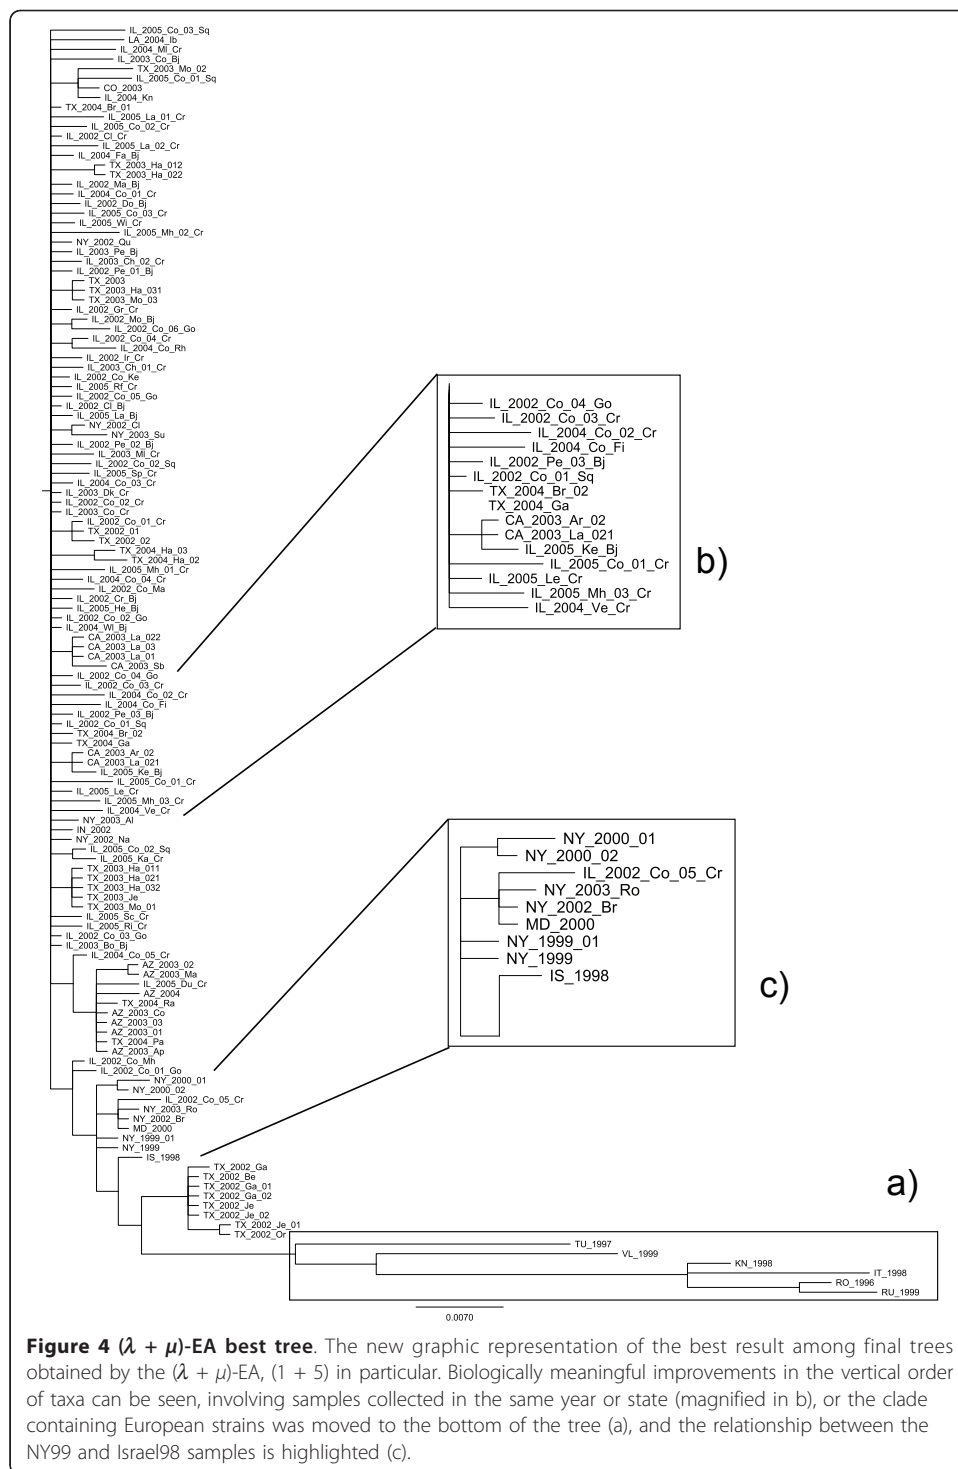 IL_2005_Co_03_Sq
LA_2004_Ib
IL_2004_Ml_Cr
IL_2003_Co_Bj
TX_2003_Mo_02
IL_2005_Co_01_Sq
CO_2003
IL_2004_Kn
TX_2004_Br_01
IL_2005_La_01_Cr
IL_2005_Co_02_Cr
IL_2002_Cl_Cr
IL_2005_La_02_Cr
IL_2004_Fa_Bj
TX_2003_Ha_012
TX_2003_Ha_022
IL_2002_Ma_Bj
IL_2004_Co_01_Cr
IL_2002_Do_Bj
IL_2005_Co_03_Cr
IL_2005_Wi_Cr
IL_2005_Mh_02_Cr
NY_2002_Qu
IL_2003_Pe_Bj
IL_2003_Ch_02_Cr
IL_2002_Pe_01_Bj
TX_2003
TX_2003_Ha_031
TX_2003_Mo_03
IL_2002_Gr_Cr
IL_2002_Mo_Bj
IL_2002_Co_06_Go
IL_2002_Co_04_Cr
IL_2004_Co_Rh
IL_2002_Ir_Cr
IL_2003_Ch_01_Cr
IL_2002_Co_Ke
IL_2005_Rf_Cr
IL_2002_Co_05_Go
IL_2002_Cl_Bj
IL_2005_La_Bj
NY_2002_Cl
NY_2003_Su
IL_2002_Pe_02_Bj
IL_2003_Ml_Cr
IL_2002_Co_02_Sq
IL_2005_Sp_Cr
IL_2004_Co_03_Cr
IL_2003_Dk_Cr
IL_2002_Co_02_Cr
IL_2003_Co_Cr
IL_2002_Co_01_Cr
TX_2002_01
TX_2002_02
TX_2004_Ha_03
TX_2004_Ha_02
IL_2005_Mh_01_Cr
IL_2004_Co_04_Cr
IL_2002_Co_Ma
IL_2002_Cr_Bj
IL_2005_He_Bj
IL_2002_Co_02_Go
IL_2004_Wl_Bj
CA_2003_La_022
CA_2003_La_03
CA_2003_La_01
CA_2003_Sb
IL_2002_Co_04_Go
IL_2002_Co_03_Cr
IL_2004_Co_02_Cr
IL_2004_Co_Fi
IL_2002_Pe_03_Bj
IL_2002_Co_01_Sq
TX_2004_Br_02
TX_2004_Ga
CA_2003_Ar_02
CA_2003_La_021
IL_2005_Ke_Bj
IL_2005_Co_01_Cr
IL_2005_Le_Cr
IL_2005_Mh_03_Cr
IL_2004_Ve_Cr
NY_2003_Al
IN_2002
NY_2002_Na
IL_2005_Co_02_Sq
IL_2005_Ka_Cr
TX_2003_Ha_011
TX_2003_Ha_021
TX_2003_Ha_032
TX_2003_Je
TX_2003_Mo_01
IL_2005_Sc_Cr
IL_2005_Ri_Cr
IL_2002_Co_03_Go
IL_2003_Bo_Bj
IL_2004_Co_05_Cr
AZ_2003_02
AZ_2003_Ma
IL_2005_Du_Cr
AZ_2004
TX_2004_Ra
AZ_2003_Co
AZ_2003_03
AZ_2003_01
TX_2004_Pa
AZ_2003_Ap
IL_2002_Co_Mh
IL_2002_Co_01_Go
NY_2000_01
NY_2000_02
IL_2002_Co_05_Cr
NY_2003_Ro
NY_2002_Br
MD_2000
NY_1999_01
NY_1999
IS_1998
TX_2002_Ga
TX_2002_Be
TX_2002_Ga_01
TX_2002_Ga_02
TX_2002_Je
TX_2002_Je_02
TX_2002_Je_01
TX_2002_Or
TU_1997
VL_1999
KN_1998
IT_1998
RO_1996
RU_1999
0.0070
IL_2002_Co_04_Go
IL_2002_Co_03_Cr
IL_2004_Co_02_Cr
IL_2004_Co_Fi
IL_2002_Pe_03_Bj
IL_2002_Co_01_Sq
TX_2004_Br_02
TX_2004_Ga
CA_2003_Ar_02
CA_2003_La_021
IL_2005_Ke_Bj
IL_2005_Co_01_Cr
IL_2005_Le_Cr
IL_2005_Mh_03_Cr
IL_2004_Ve_Cr
b)
NY_2000_01
NY_2000_02
IL_2002_Co_05_Cr
NY_2003_Ro
NY_2002_Br
MD_2000
NY_1999_01
NY_1999
IS_1998
c)
a)
Figure 4 (λ + μ)-EA best tree. The new graphic representation of the best result among final trees
obtained by the (λ + μ)-EA, (1 + 5) in particular. Biologically meaningful improvements in the vertical order
of taxa can be seen, involving samples collected in the same year or state (magnified in b), or the clade
containing European strains was moved to the bottom of the tree (a), and the relationship between the
NY99 and Israel98 samples is highlighted (c).